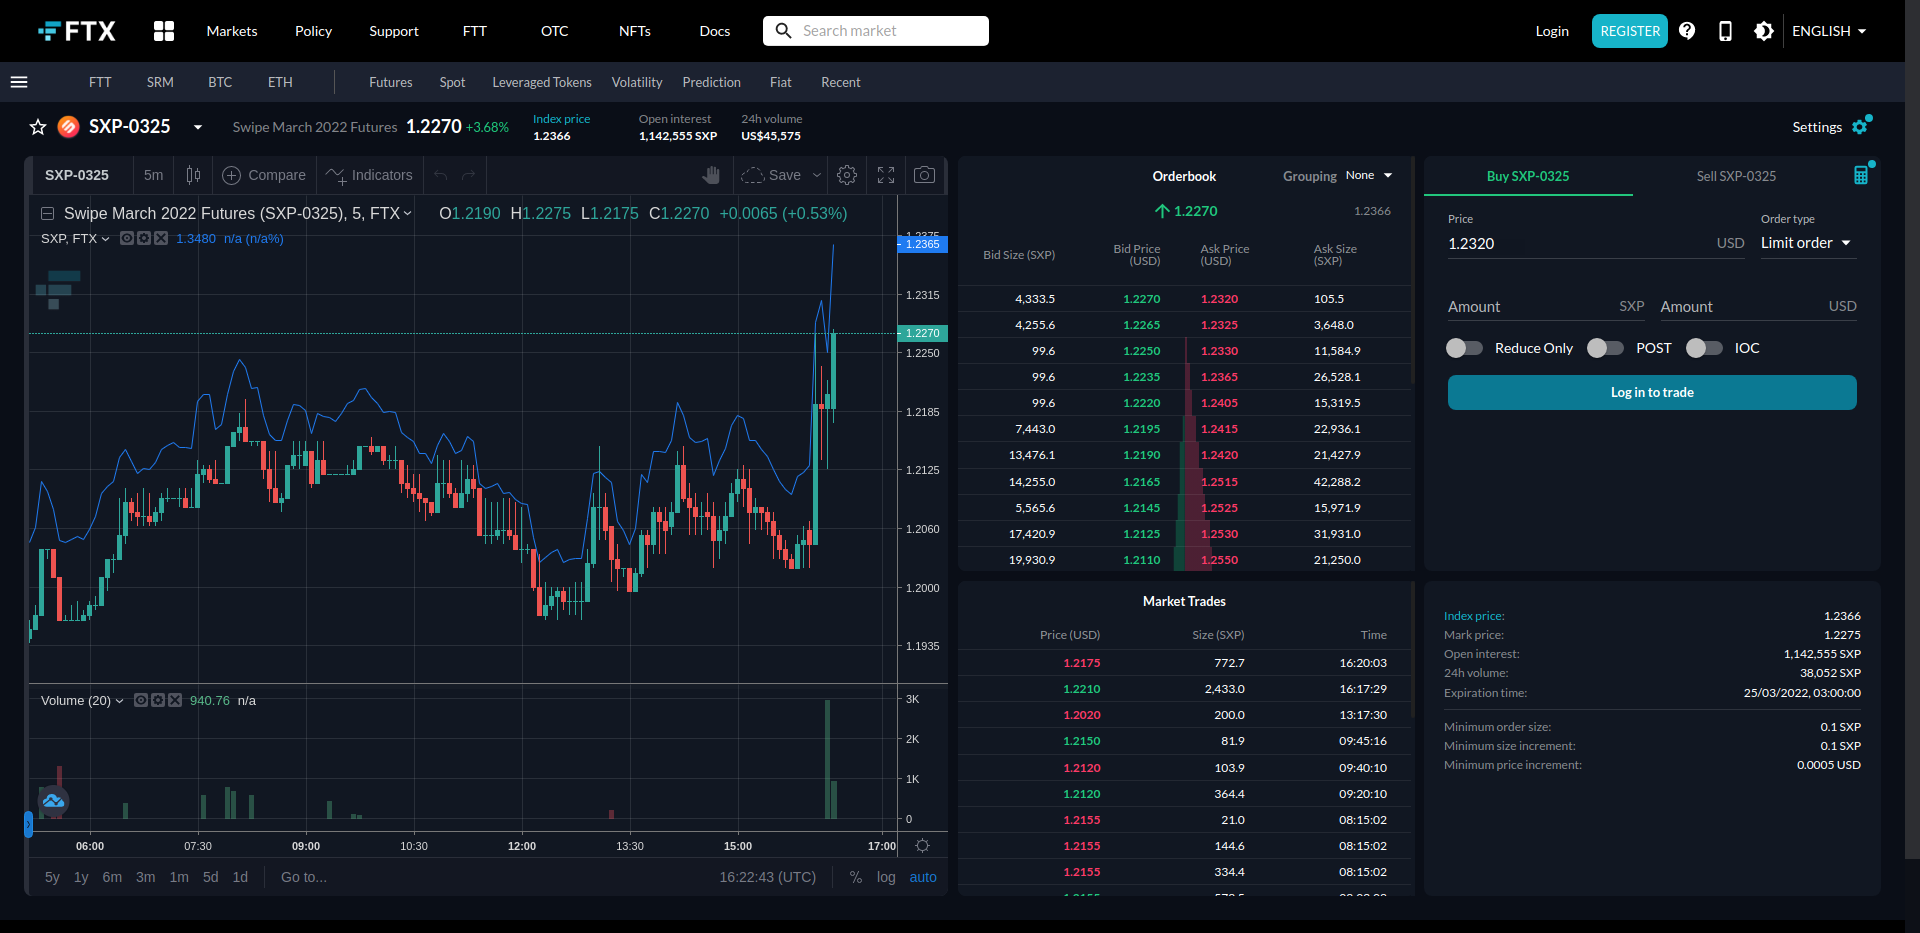 FTX
Markets Policy Support FTT OTC NFTs Docs Search market Login REGISTER ENGLISH
FTT SRM BTC ETH Futures Spot Leveraged Tokens Volatility Prediction Fiat Recent
SXP-0325 Swipe March 2022 Futures 1.2270 +3.68%
Index price
1.2366
Open interest
1,142,555 SXP
24h volume
US$45,575
Settings
SXP-0325 5m Compare Indicators Save
Swipe March 2022 Futures (SXP-0325), 5, FTX O1.2190 H1.2275 L1.2175 C1.2270 +0.0065 (+0.53%)
SXP, FTX 1.3480 n/a (n/a%)
1.2375
1.2365
1.2315
1.2270
1.2250
1.2185
1.2125
1.2060
1.2000
1.1935
Volume (20) 940.76 n/a
3K
2K
1K
0
06:00 07:30 09:00 10:30 12:00 13:30 15:00 17:00
5y 1y 6m 3m 1m 5d 1d Go to... 16:22:43 (UTC) % log auto
Orderbook Grouping None
1.2270 1.2366
Bid Size (SXP) Bid Price (USD) Ask Price (USD) Ask Size (SXP)
4,333.5 1.2270 1.2320 105.5
4,255.6 1.2265 1.2325 3,648.0
99.6 1.2250 1.2330 11,584.9
99.6 1.2235 1.2365 26,528.1
99.6 1.2220 1.2405 15,319.5
7,443.0 1.2195 1.2415 22,936.1
13,476.1 1.2190 1.2420 21,427.9
14,255.0 1.2165 1.2515 42,288.2
5,565.6 1.2145 1.2525 15,971.9
17,420.9 1.2125 1.2530 31,931.0
19,930.9 1.2110 1.2550 21,250.0
Market Trades
Price (USD) Size (SXP) Time
1.2175 772.7 16:20:03
1.2210 2,433.0 16:17:29
1.2020 200.0 13:17:30
1.2150 81.9 09:45:16
1.2120 103.9 09:40:10
1.2120 364.4 09:20:10
1.2155 21.0 08:15:02
1.2155 144.6 08:15:02
1.2155 334.4 08:15:02
Buy SXP-0325 Sell SXP-0325
Price Order type
1.2320 USD Limit order
Amount SXP Amount USD
Reduce Only POST IOC
Log in to trade
Index price: 1.2366
Mark price: 1.2275
Open interest: 1,142,555 SXP
24h volume: 38,052 SXP
Expiration time: 25/03/2022, 03:00:00
Minimum order size: 0.1 SXP
Minimum size increment: 0.1 SXP
Minimum price increment: 0.0005 USD